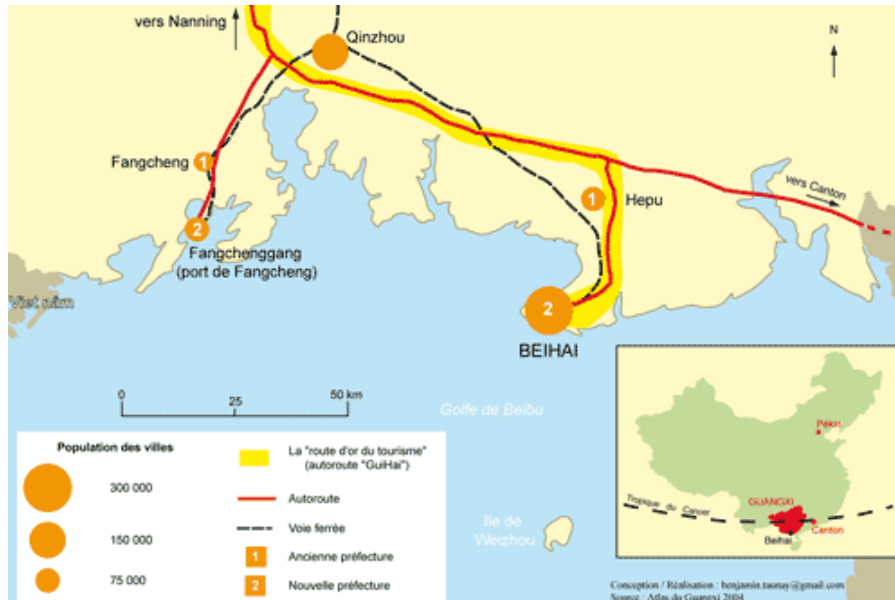 vers Nanning
Qinzhou
N
Fangcheng
1
2
Fangchenggang
(port de Fangcheng)
Viet nâm
1
Hepu
vers Canton
2
BEIHAI
0
25
50 km
Golfe de Beibu
Ile de
Weizhou
Population des villes
300 000
150 000
75 000
La "route d'or du tourisme"
(autoroute "GuiHai")
Autoroute
Voie ferrée
1
Ancienne préfecture
2
Nouvelle préfecture
Pékin
Tropique du Cancer
GUANGXI
Canton
Beihai
Conception / Réalisation : benjamin.taunay@gmail.com
Source : Atlas du Guangxi 2004